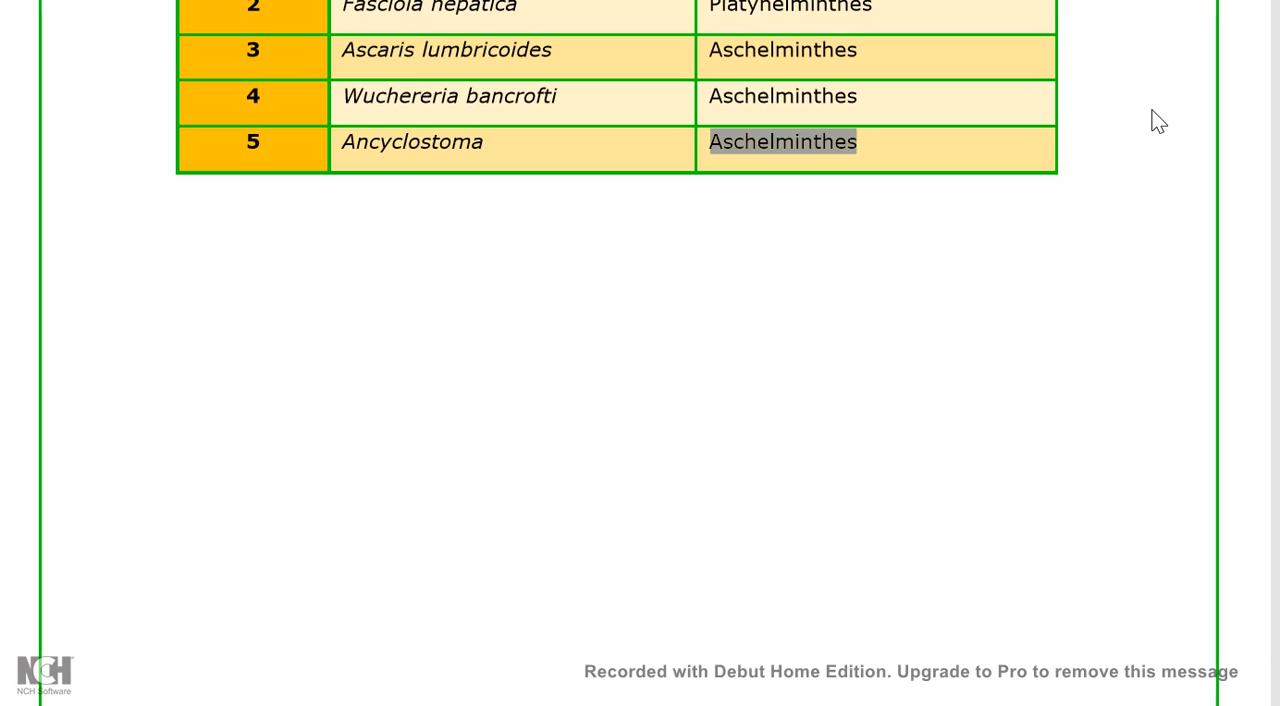 2 Fasciola hepatica Platyhelminthes
3 Ascaris lumbricoides Aschelminthes
4 Wuchereria bancrofti Aschelminthes
5 Ancyclostoma Aschelminthes
NCH
NCH Software
Recorded with Debut Home Edition. Upgrade to Pro to remove this message